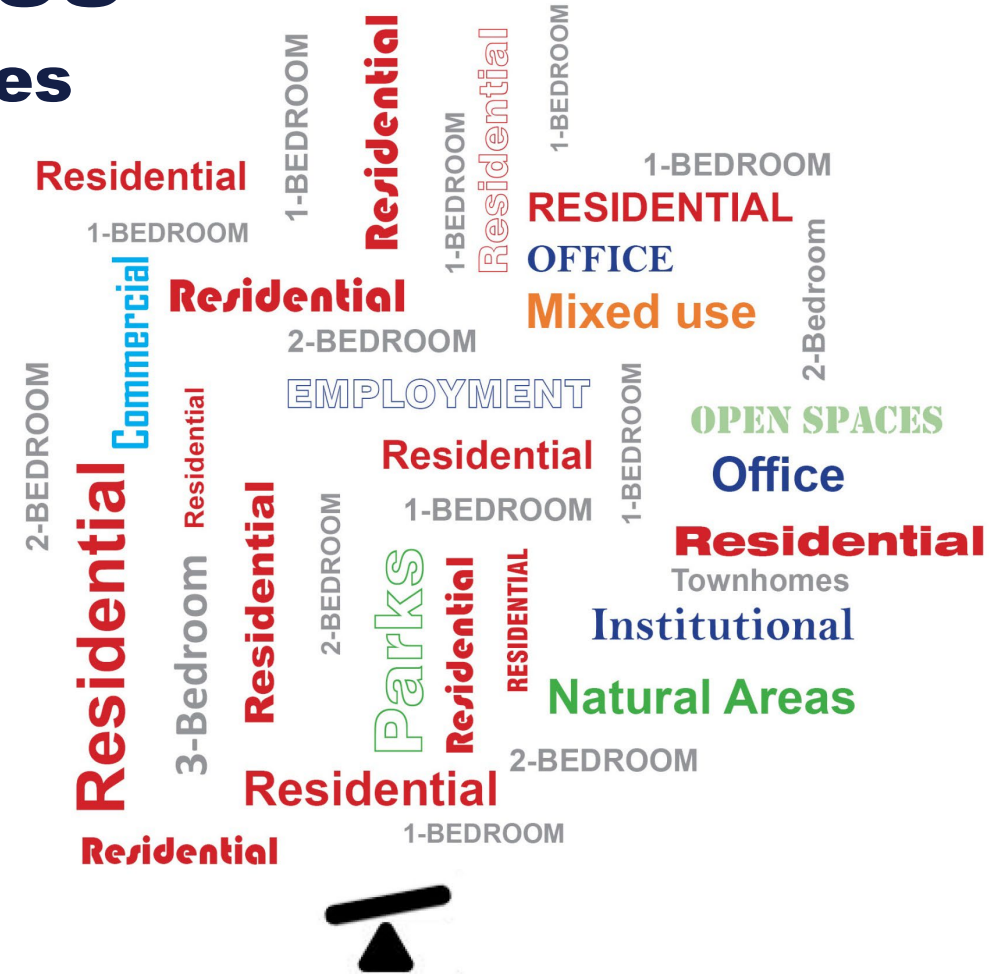 es
1-BEDROOM
Residential
1-BEDROOM
Residential
1-BEDROOM
Residential
1-BEDROOM
1-BEDROOM
RESIDENTIAL
OFFICE
Mixed use
2-Bedroom
Commercial
Residential
2-BEDROOM
EMPLOYMENT
2-BEDROOM
Residential
Residential
1-BEDROOM
1-BEDROOM
OPEN SPACES
Office
Residential
Townhomes
Institutional
Natural Areas
Residential
3-Bedroom
Residential
2-BEDROOM
Parks
Residential
RESIDENTIAL
2-BEDROOM
Residential
1-BEDROOM
Residential